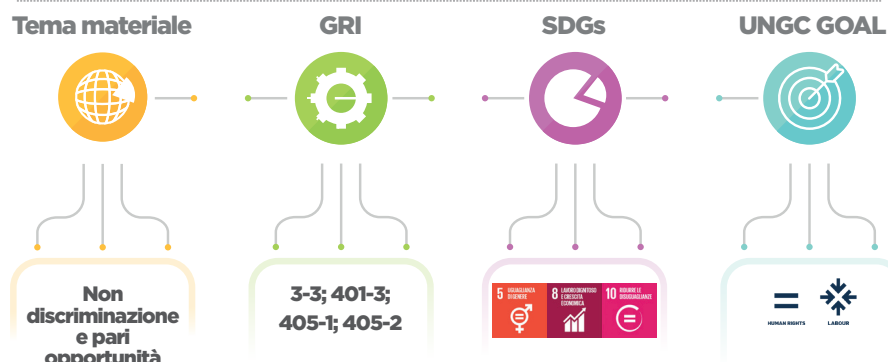 Tema materiale
GRI
SDGs
UNGC GOAL
Non
discriminazione
e pari
opportunità
3-3; 401-3;
405-1; 405-2
5 UGUAGLIANZA
DI GENERE
8 LAVORO DIGNITOSO
E CRESCITA
ECONOMICA
10 RIDURRE LE
DISUGUAGLIANZE
HUMAN RIGHTS
LABOUR